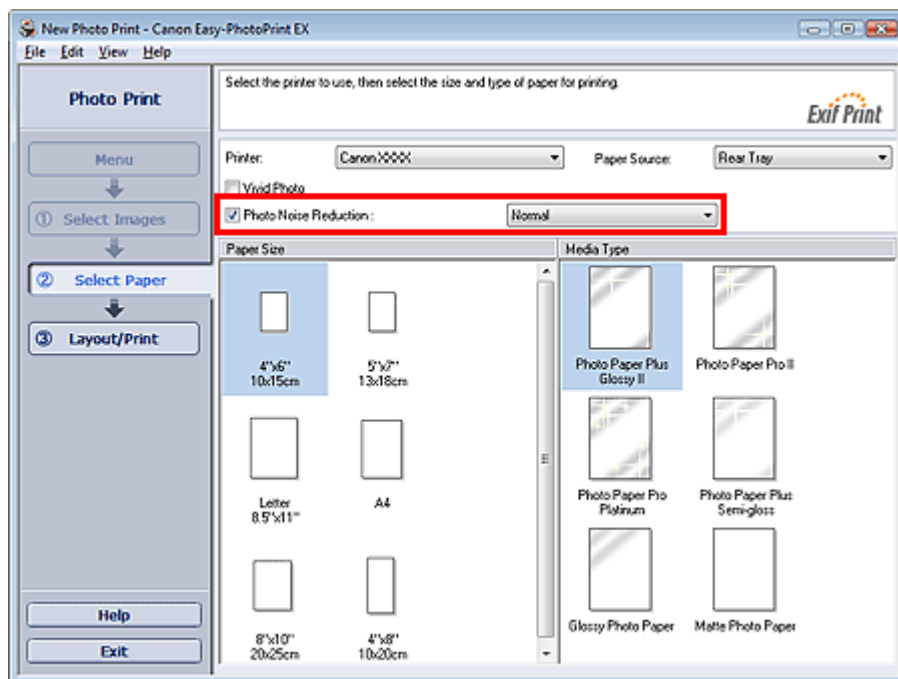 New Photo Print - Canon Easy-PhotoPrint EX
File Edit View Help
Photo Print
Select the printer to use, then select the size and type of paper for printing.
Exif Print
Menu
① Select Images
② Select Paper
③ Layout/Print
Help
Exit
Printer: Canon XXXX Paper Source: Rear Tray
Vivid Photo
Photo Noise Reduction : Normal
Paper Size
4"x6"
10x15cm
5"x7"
13x18cm
Letter
8.5"x11"
A4
8"x10"
20x25cm
4"x8"
10x20cm
Media Type
Photo Paper Plus
Glossy II
Photo Paper Pro II
Photo Paper Pro
Platinum
Photo Paper Plus
Semi-gloss
Glossy Photo Paper
Matte Photo Paper